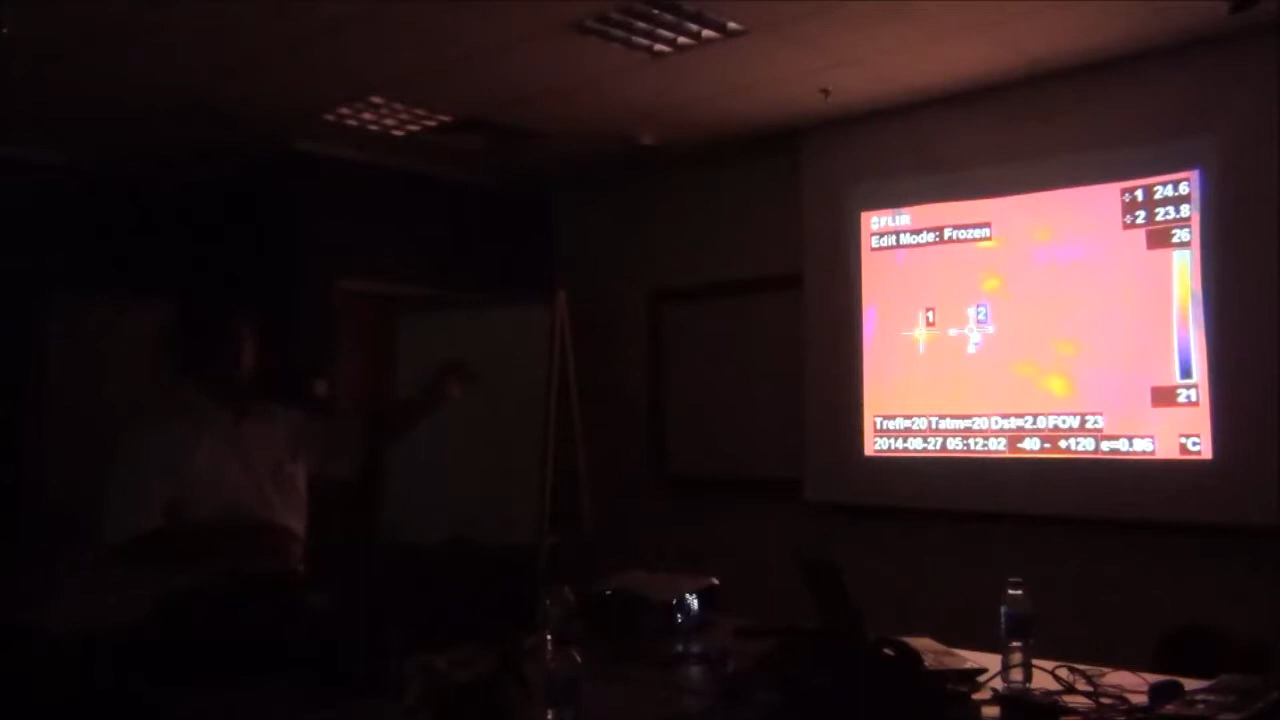 ÷1 24.6
÷2 23.8
26
FLIR
Edit Mode: Frozen
1
2
21
Trefl=20 Tatm=20 Dst=2.0 FOV 23
2014-08-27 05:12:02 -40 - +120 e=0.86 °C